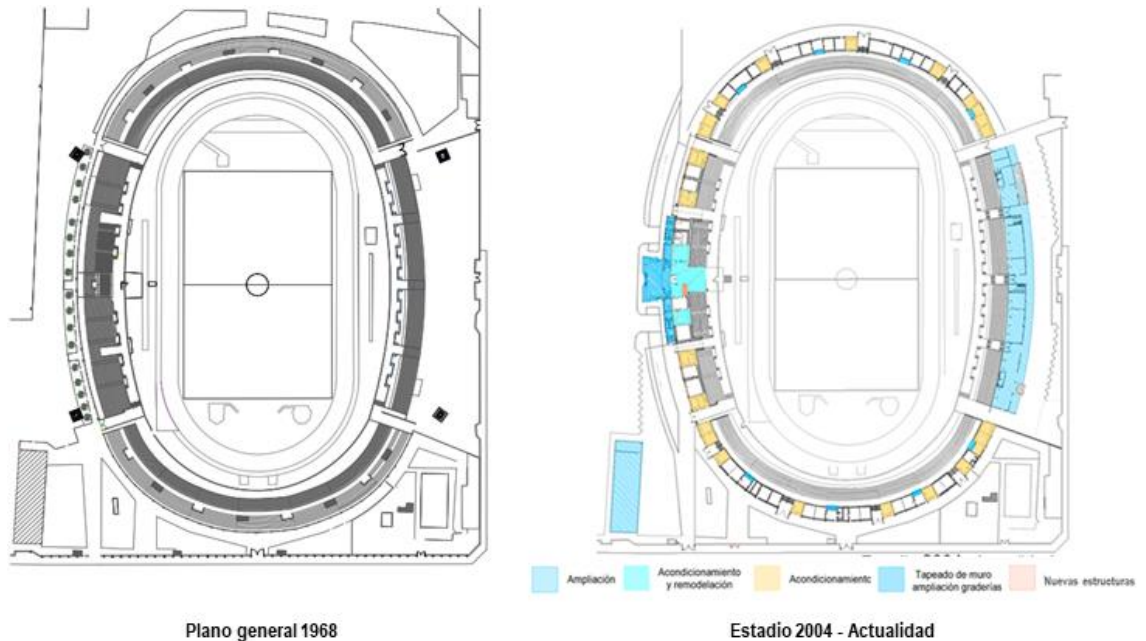 Ampliación
Acondicionamiento
y remodelación
Acondicionamientc
Tapeado de muro
ampliación graderías
Nuevas estructuras
Plano general 1968
Estadio 2004 - Actualidad